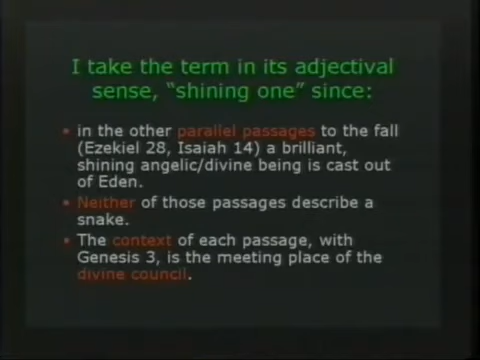 I take the term in its adjectival
sense, “shining one” since:
• in the other parallel passages to the fall
(Ezekiel 28, Isaiah 14) a brilliant,
shining angelic/divine being is cast out
of Eden.
• Neither of those passages describe a
snake.
• The context of each passage, with
Genesis 3, is the meeting place of the
divine council.